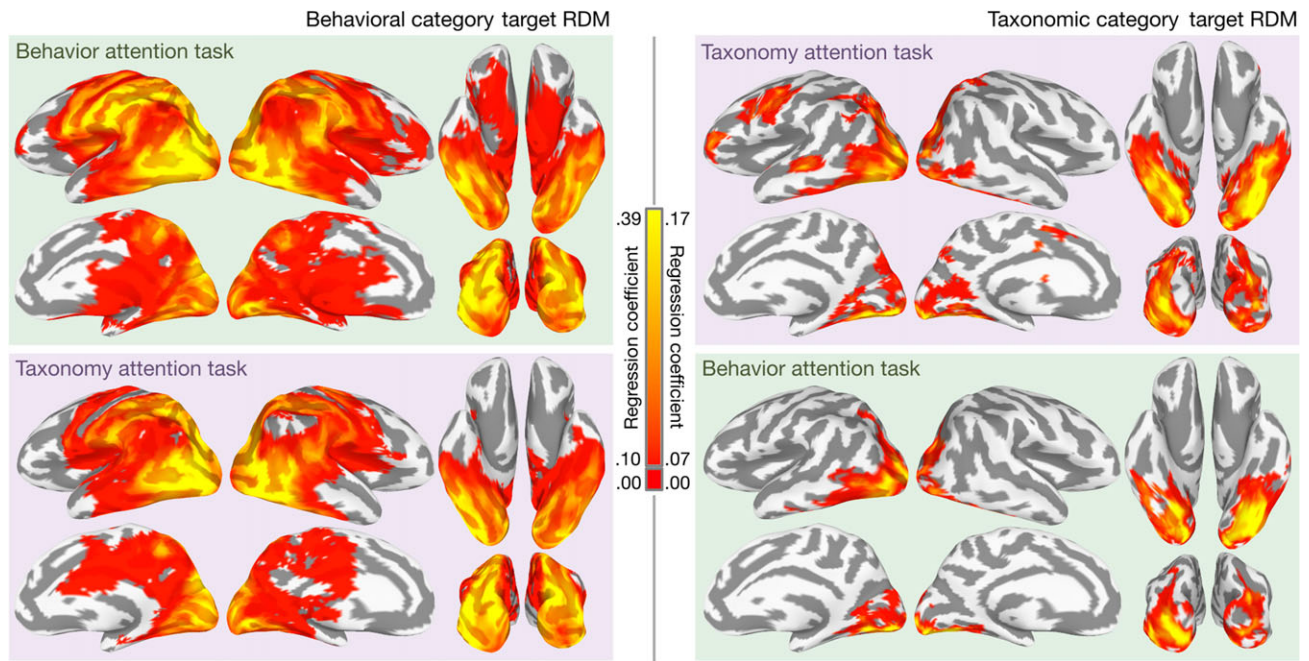 Behavioral category target RDM
Taxonomic category target RDM
Behavior attention task
Taxonomy attention task
.39
.17
Regression coefficient
Regression coefficient
.10
.07
.00
.00
Taxonomy attention task
Behavior attention task